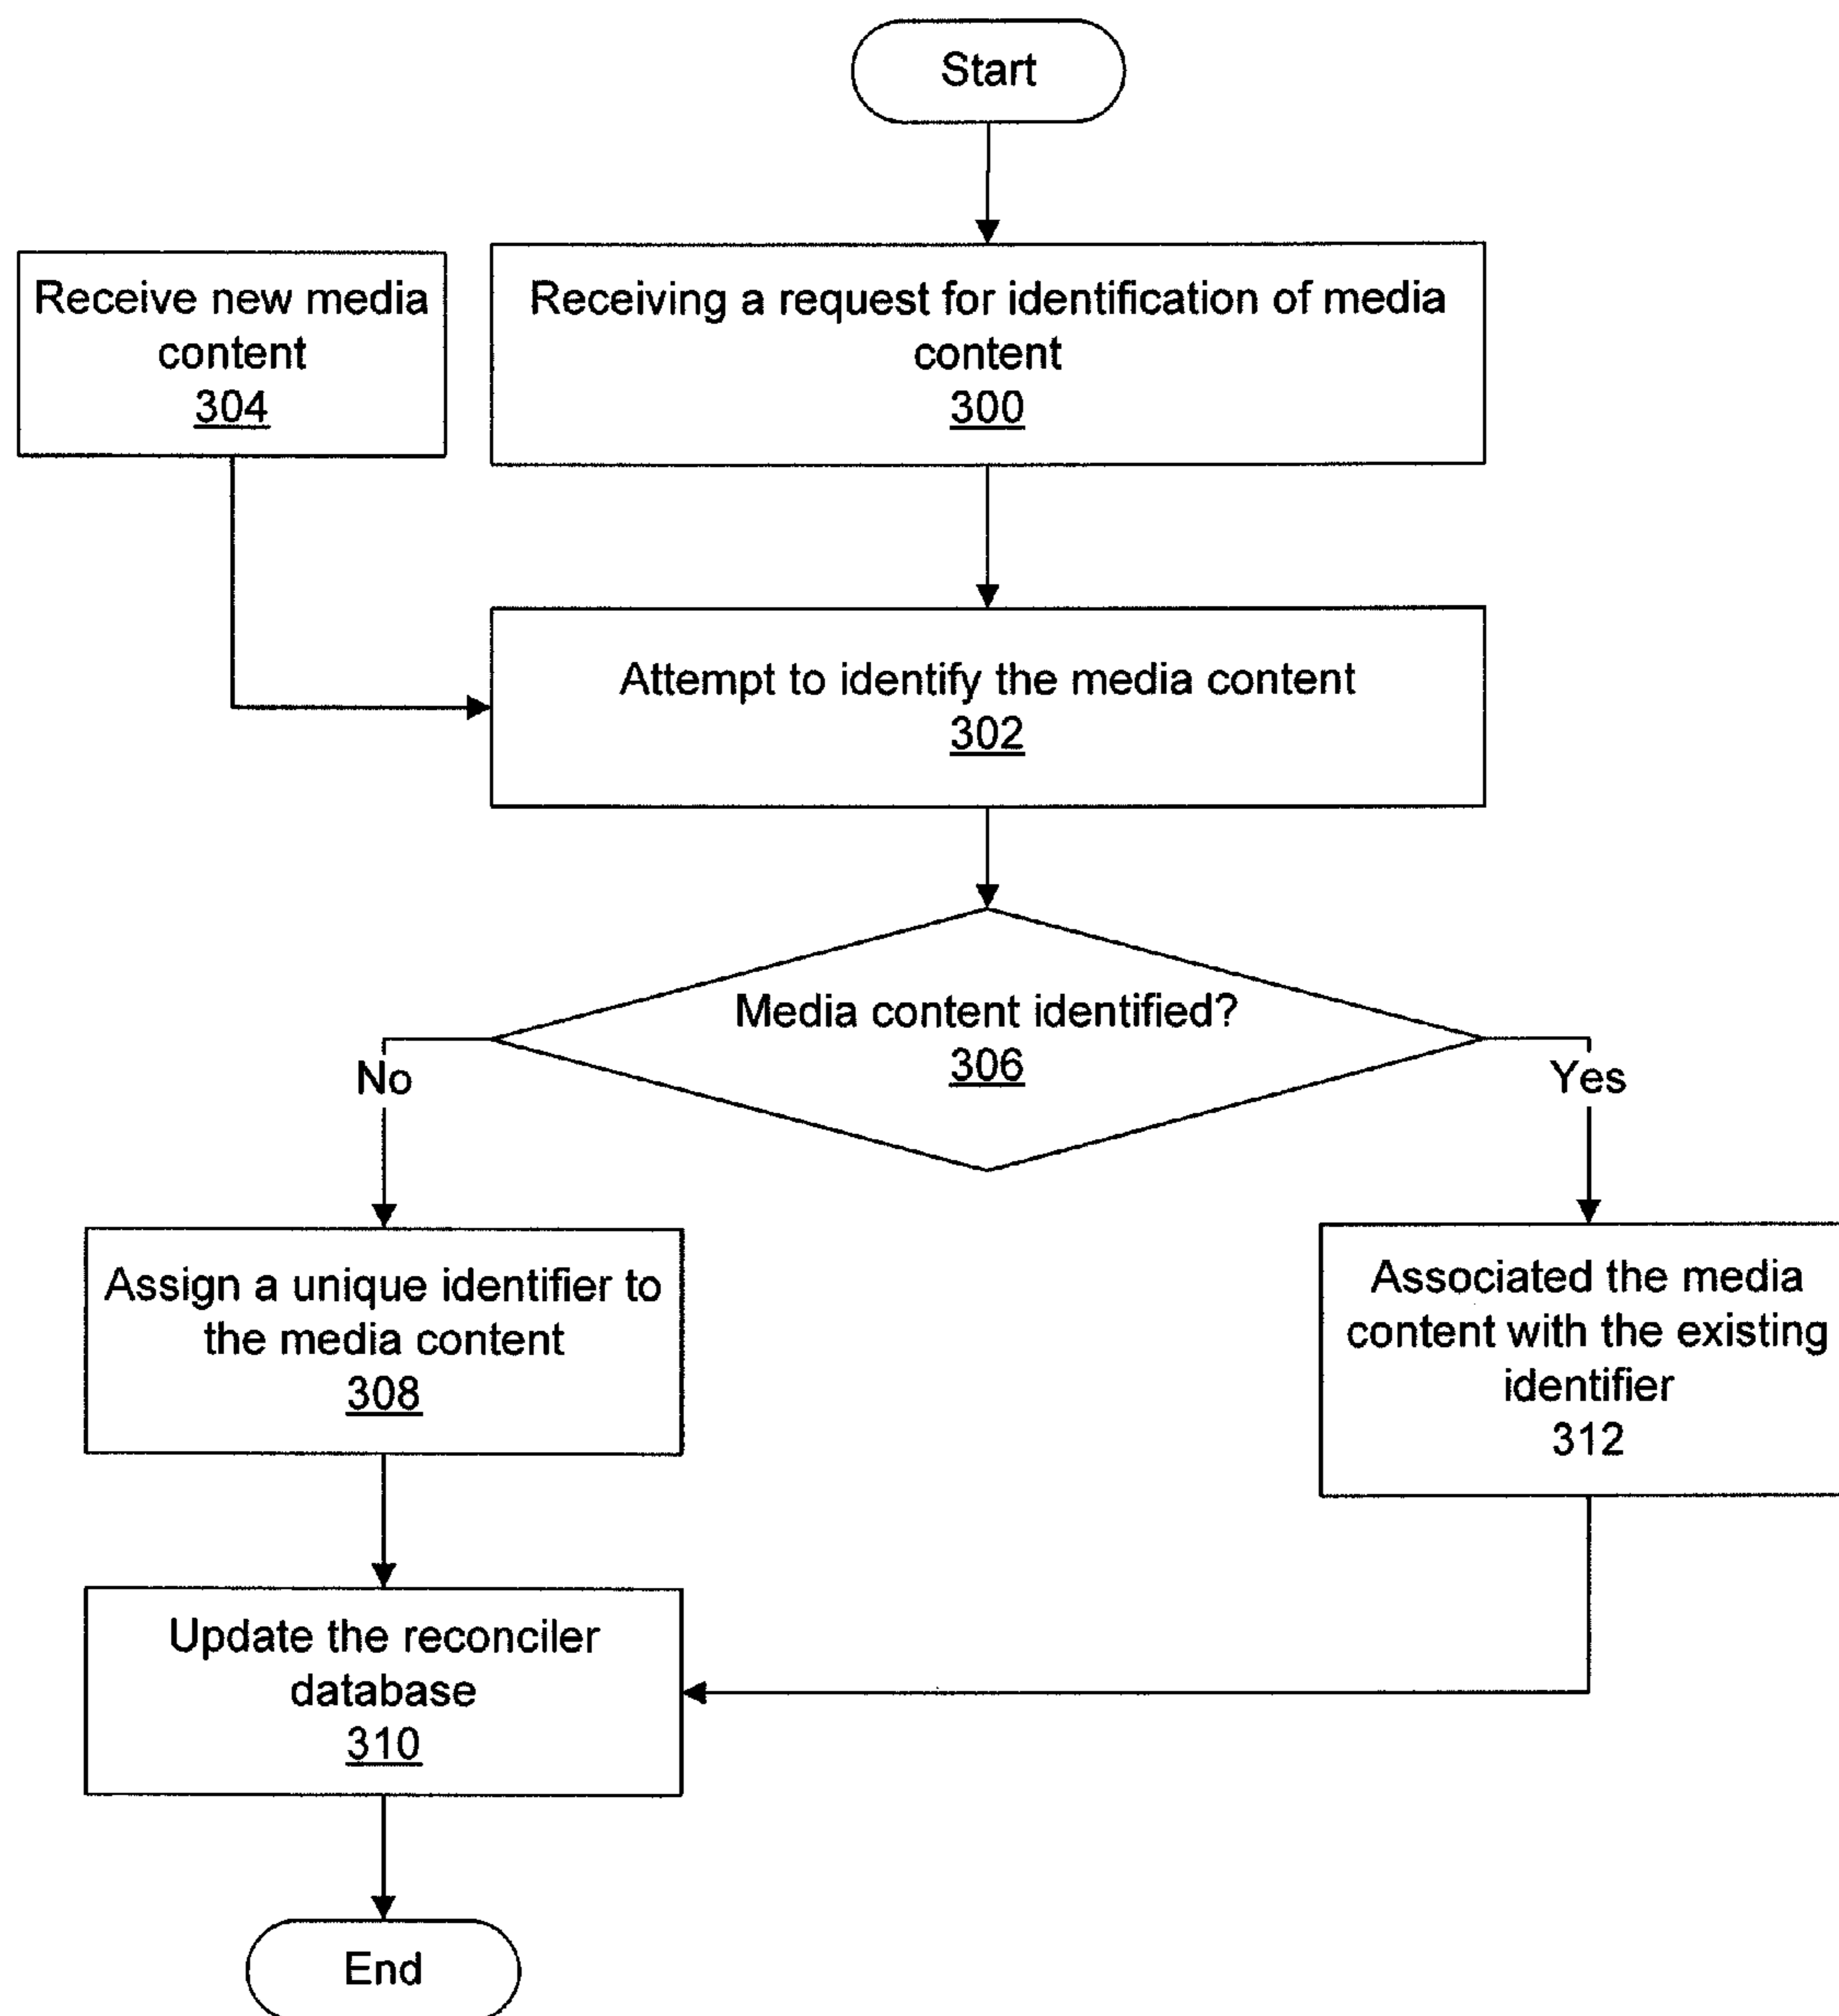 Start
Receive new media
content
304
Receiving a request for identification of media
content
300
Attempt to identify the media content
302
Media content identified?
306
No
Yes
Assign a unique identifier to
the media content
308
Associated the media
content with the existing
identifier
312
Update the reconciler
database
310
End